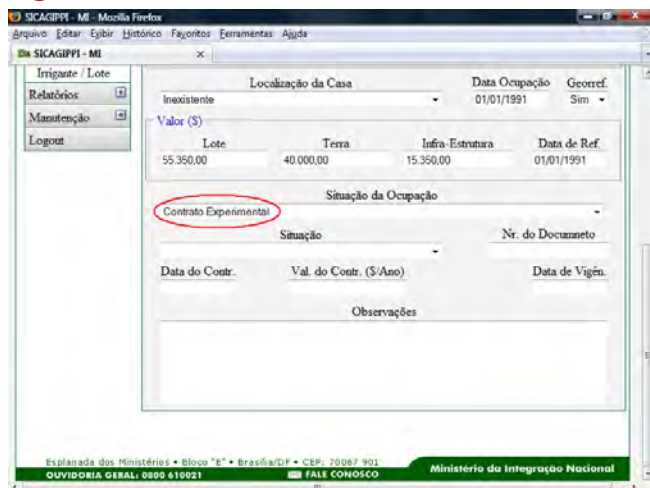 SICAGIPPI - MI - Mozilla Firefox
Arquivo Editar Exibir Histórico Favoritos Ferramentas Ajuda
SICAGIPPI - MI
Irrigante / Lote
Relatórios
Manutenção
Logout
Localização da Casa Data Ocupação Georref.
Inexistente 01/01/1991 Sim
Valor ($)
Lote Terra Infra-Estrutura Data de Ref.
55.350,00 40.000,00 15.350,00 01/01/1991
Situação da Ocupação
Contrato Experimental
Situação Nr. do Documneto
Data do Contr. Val. do Contr. ($/Ano) Data de Vigên.
Observações
Esplanada dos Ministérios • Bloco "E" • Brasília/DF • CEP: 70067 901
OUVIDORIA GERAL: 0800 610021 FALE CONOSCO Ministério da Integração Nacional